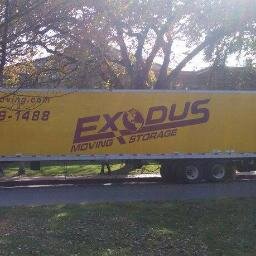 oving.com
9-1488
EXODUS
MOVING & STORAGE